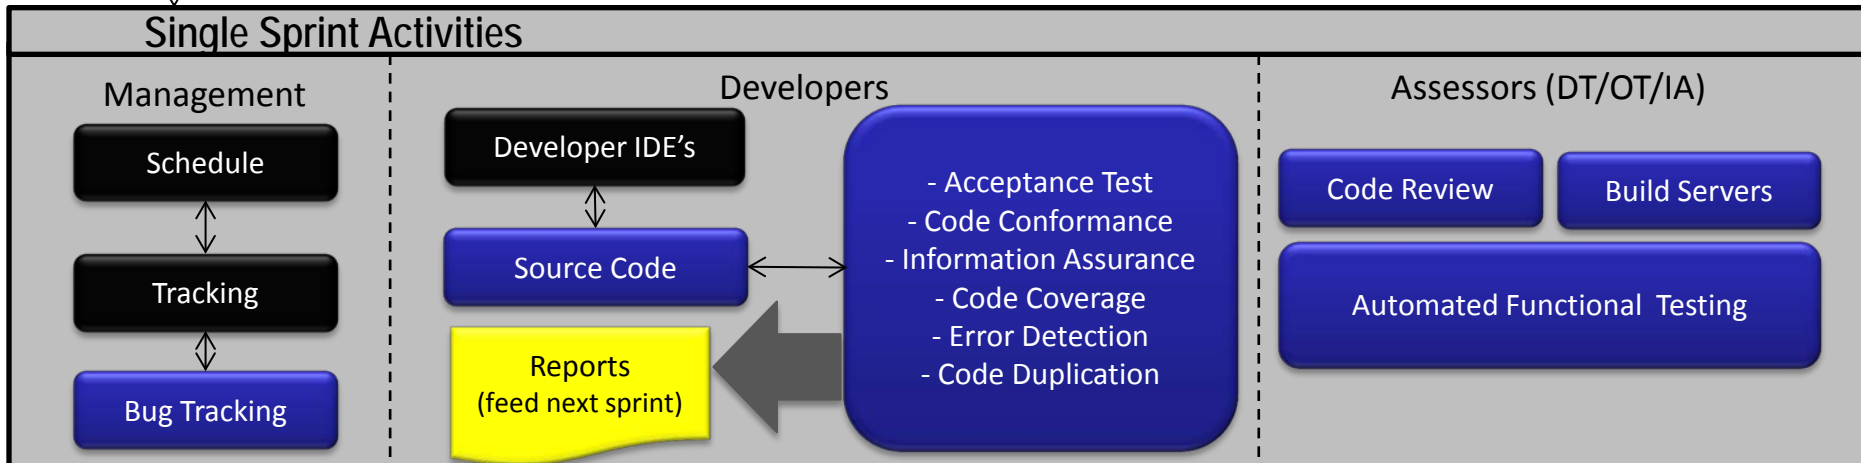 Single Sprint Activities
Management
Schedule
Tracking
Bug Tracking
Developers
Developer IDE’s
Source Code
Reports
(feed next sprint)
- Acceptance Test
- Code Conformance
- Information Assurance
- Code Coverage
- Error Detection
- Code Duplication
Assessors (DT/OT/IA)
Code Review
Build Servers
Automated Functional Testing